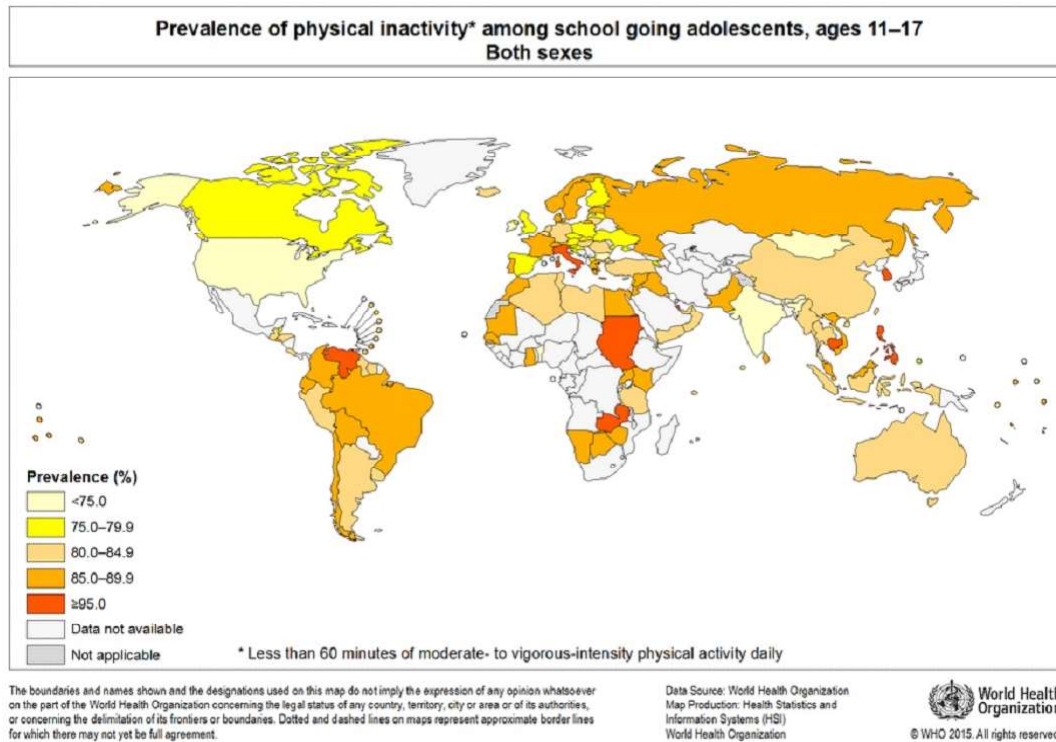 Prevalence of physical inactivity* among school going adolescents, ages 11–17
Both sexes
Prevalence (%)
<75.0
75.0–79.9
80.0–84.9
85.0–89.9
≥95.0
Data not available
Not applicable
* Less than 60 minutes of moderate- to vigorous-intensity physical activity daily
The boundaries and names shown and the designations used on this map do not imply the expression of any opinion whatsoever
on the part of the World Health Organization concerning the legal status of any country, territory, city or area or of its authorities,
or concerning the delimitation of its frontiers or boundaries. Dotted and dashed lines on maps represent approximate border lines
for which there may not yet be full agreement.
Data Source: World Health Organization
Map Production: Health Statistics and
Information Systems (HSI)
World Health Organization
World Health
Organization
© WHO 2015. All rights reserved